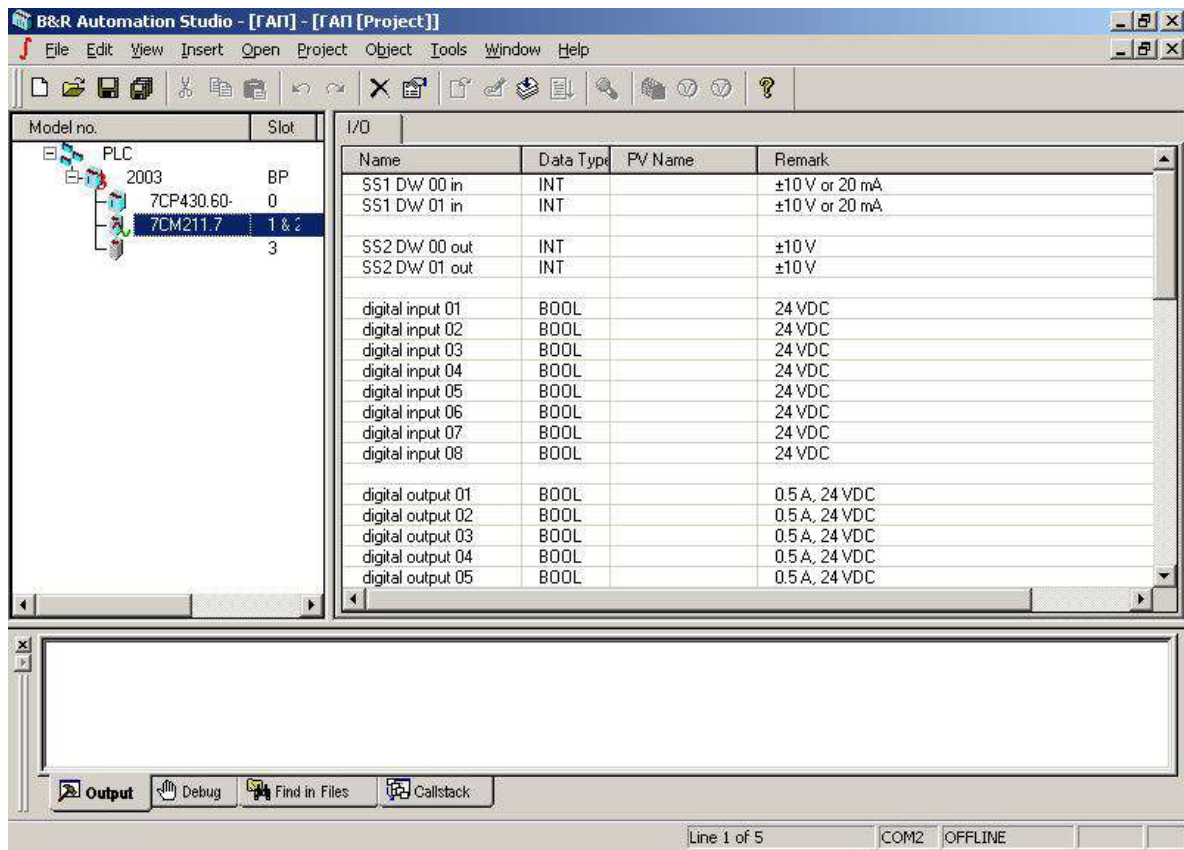 B&R Automation Studio - [ГАП] - [ГАП [Project]]
File Edit View Insert Open Project Object Tools Window Help
Model no. Slot
PLC
2003 BP
7CP430.60- 0
7CM211.7 1 & 2
3
I/O
Name Data Type PV Name Remark
SS1 DW 00 in INT ±10 V or 20 mA
SS1 DW 01 in INT ±10 V or 20 mA
SS2 DW 00 out INT ±10 V
SS2 DW 01 out INT ±10 V
digital input 01 BOOL 24 VDC
digital input 02 BOOL 24 VDC
digital input 03 BOOL 24 VDC
digital input 04 BOOL 24 VDC
digital input 05 BOOL 24 VDC
digital input 06 BOOL 24 VDC
digital input 07 BOOL 24 VDC
digital input 08 BOOL 24 VDC
digital output 01 BOOL 0.5 A, 24 VDC
digital output 02 BOOL 0.5 A, 24 VDC
digital output 03 BOOL 0.5 A, 24 VDC
digital output 04 BOOL 0.5 A, 24 VDC
digital output 05 BOOL 0.5 A, 24 VDC
Output Debug Find in Files Callstack
Line 1 of 5 COM2 OFFLINE